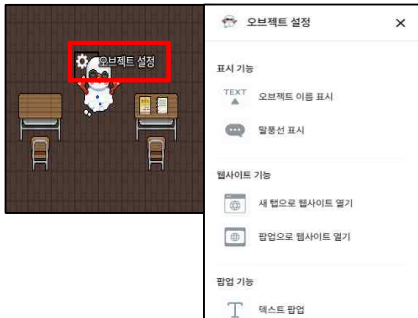 오브젝트 설정
오브젝트 설정
표시 기능
TEXT
오브젝트 이름 표시
말풍선 표시
웹사이트 기능
새 탭으로 웹사이트 열기
팝업으로 웹사이트 열기
팝업 기능
텍스트 팝업